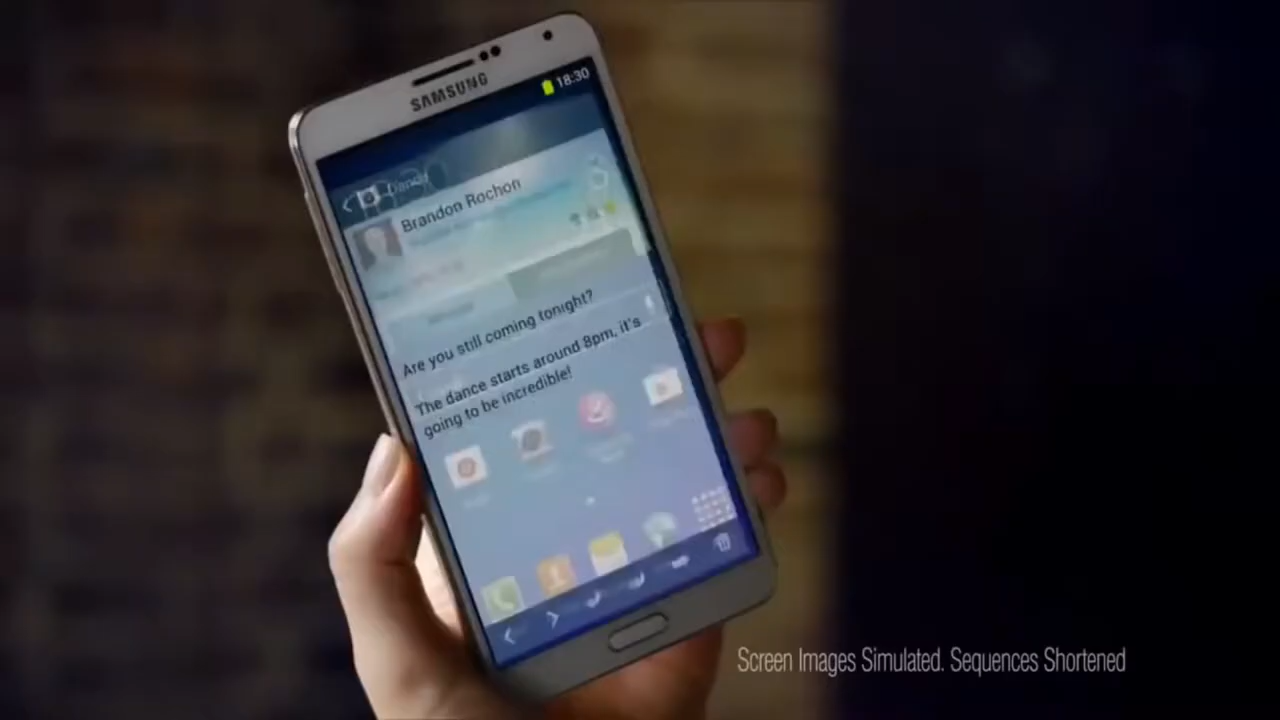 SAMSUNG
18:30
Brandon Rochon
Are you still coming tonight?
The dance starts around 8pm, it's
going to be incredible!
Screen Images Simulated. Sequences Shortened